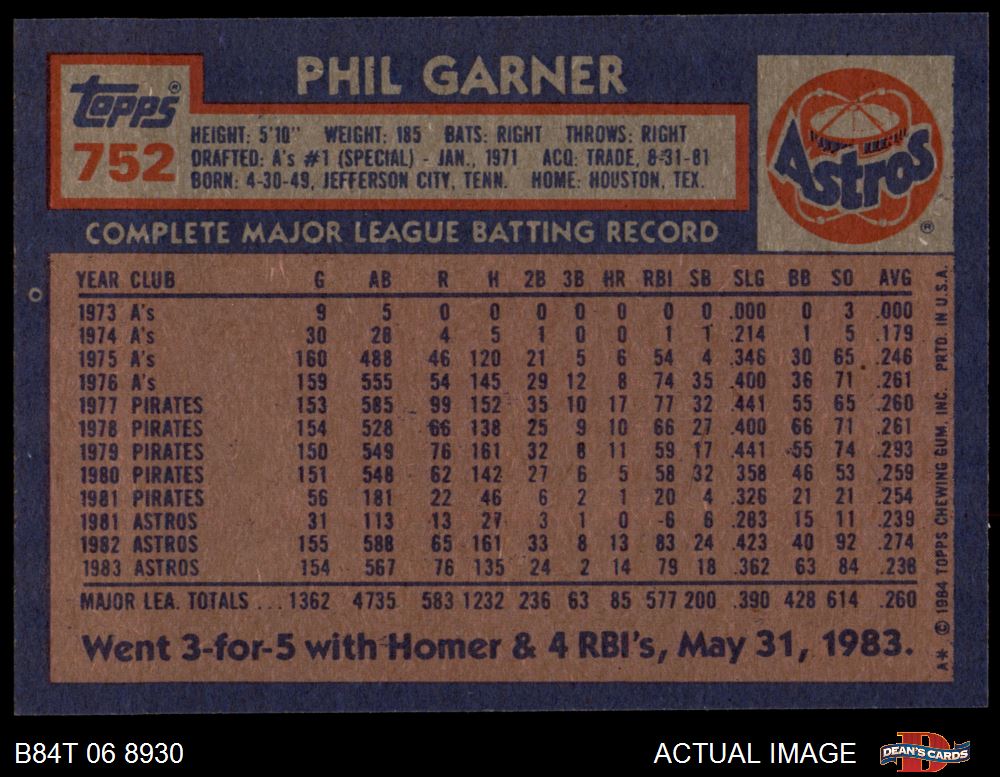 PHIL GARNER
Topps®
752
HEIGHT: 5'10" WEIGHT: 185 BATS: RIGHT THROWS: RIGHT
DRAFTED: A's #1 (SPECIAL) - JAN., 1971 ACQ: TRADE, 8-31-81
BORN: 4-30-49, JEFFERSON CITY, TENN. HOME: HOUSTON, TEX.
Astros®
COMPLETE MAJOR LEAGUE BATTING RECORD
YEAR CLUB G AB R H 2B 3B HR RBI SB SLG BB SO AVG
1973 A's 9 5 0 0 0 0 0 0 0 .000 0 3 .000
1974 A's 30 28 4 5 1 0 0 1 1 .214 1 5 .179
1975 A's 160 488 46 120 21 5 6 54 4 .346 30 65 .246
1976 A's 159 555 54 145 29 12 8 74 35 .400 36 71 .261
1977 PIRATES 153 585 99 152 35 10 17 77 32 .441 55 65 .260
1978 PIRATES 154 528 66 138 25 9 10 66 27 .400 66 71 .261
1979 PIRATES 150 549 76 161 32 8 11 59 17 .441 55 74 .293
1980 PIRATES 151 548 62 142 27 6 5 58 32 .358 46 53 .259
1981 PIRATES 56 181 22 46 6 2 1 20 4 .326 21 21 .254
1981 ASTROS 31 113 13 27 3 1 0 6 6 .283 15 11 .239
1982 ASTROS 155 588 65 161 33 8 13 83 24 .423 40 92 .274
1983 ASTROS 154 567 76 135 24 2 14 79 18 .362 63 84 .238
MAJOR LEA. TOTALS ... 1362 4735 583 1232 236 63 85 577 200 .390 428 614 .260
Went 3-for-5 with Homer & 4 RBI's, May 31, 1983.
A* © 1984 TOPPS CHEWING GUM, INC. PRTD. IN U.S.A.
B84T 06 8930
ACTUAL IMAGE
DEAN'S CARDS